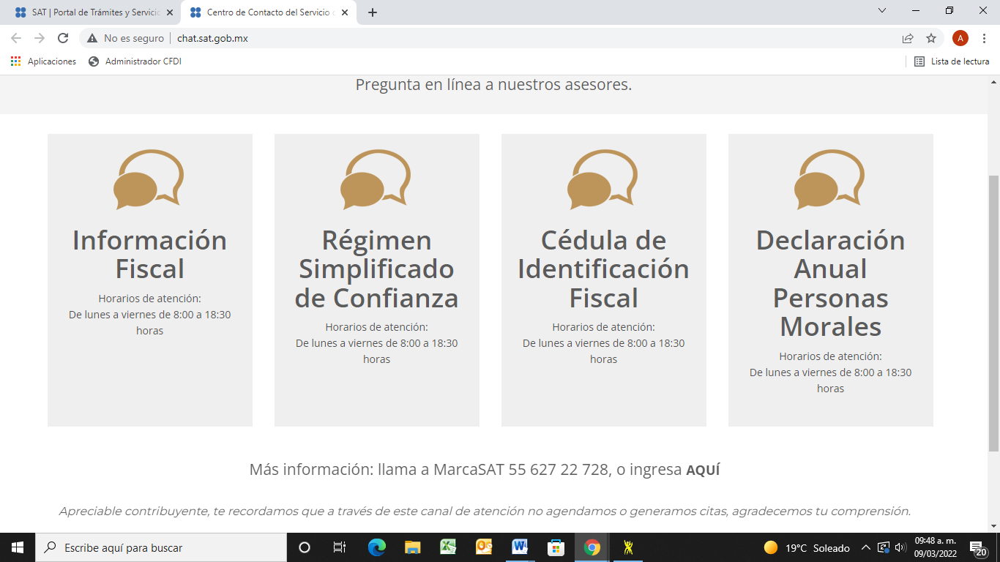 SAT | Portal de Trámites y Servicio
Centro de Contacto del Servicio
No es seguro
chat.sat.gob.mx
A
Aplicaciones
Administrador CFDI
Lista de lectura
Pregunta en línea a nuestros asesores.
Información
Fiscal
Horarios de atención:
De lunes a viernes de 8:00 a 18:30
horas
Régimen
Simplificado
de Confianza
Horarios de atención:
De lunes a viernes de 8:00 a 18:30
horas
Cédula de
Identificación
Fiscal
Horarios de atención:
De lunes a viernes de 8:00 a 18:30
horas
Declaración
Anual
Personas
Morales
Horarios de atención:
De lunes a viernes de 8:00 a 18:30
horas
Más información: llama a MarcaSAT 55 627 22 728, o ingresa AQUÍ
Apreciable contribuyente, te recordamos que a través de este canal de atención no agendamos o generamos citas, agradecemos tu comprensión.
Escribe aquí para buscar
19°C Soleado
09:48 a. m.
09/03/2022
20